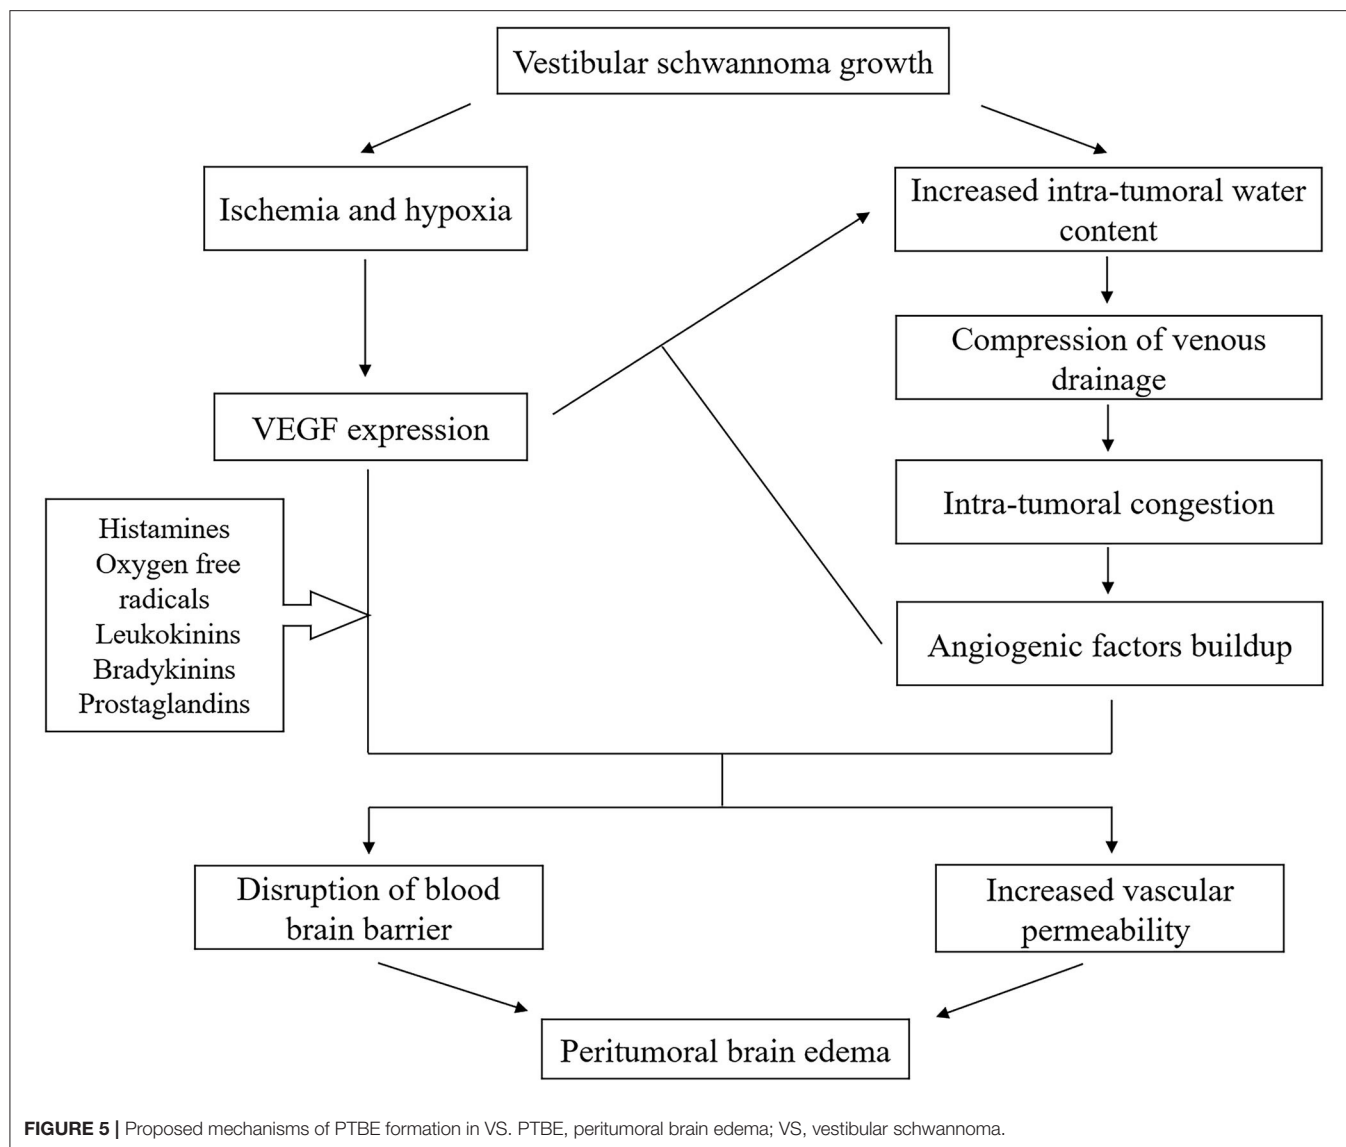 Vestibular schwannoma growth
Ischemia and hypoxia
Increased intra-tumoral water
content
Compression of venous
drainage
VEGF expression
Intra-tumoral congestion
Histamines
Oxygen free
radicals
Leukokinins
Bradykinins
Prostaglandins
Angiogenic factors buildup
Disruption of blood
brain barrier
Increased vascular
permeability
Peritumoral brain edema
FIGURE 5 | Proposed mechanisms of PTBE formation in VS. PTBE, peritumoral brain edema; VS, vestibular schwannoma.